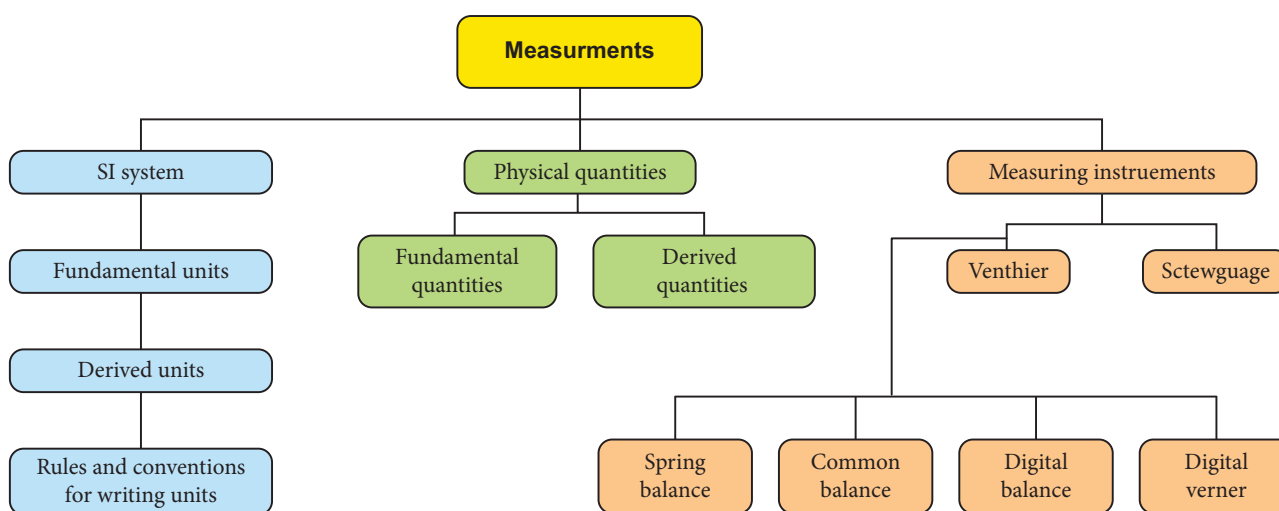 Measurments
SI system
Physical quantities
Measuring instruements
Fundamental units
Fundamental
quantities
Derived
quantities
Venthier
Sctewguage
Derived units
Rules and conventions
for writing units
Spring
balance
Common
balance
Digital
balance
Digital
verner